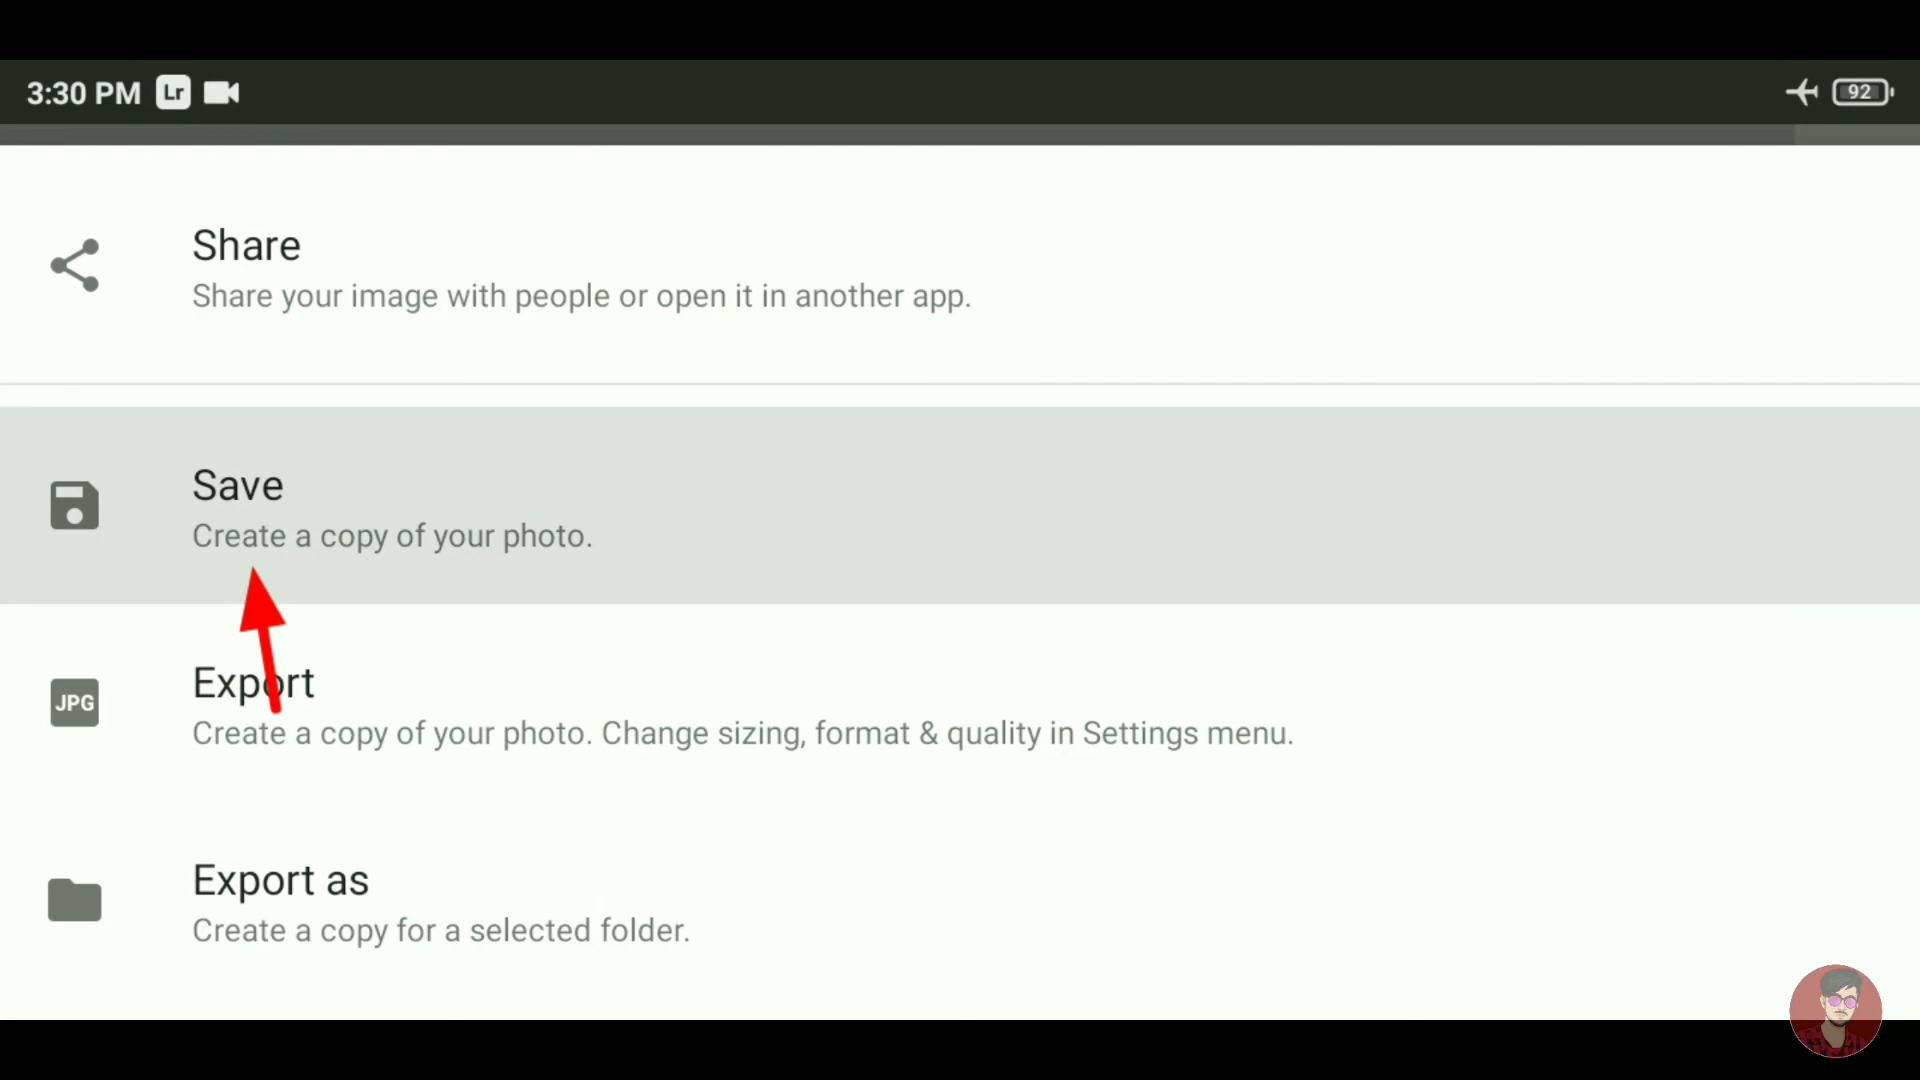 3:30 PM Lr 92
Share
Share your image with people or open it in another app.
Save
Create a copy of your photo.
Export
JPG
Create a copy of your photo. Change sizing, format & quality in Settings menu.
Export as
Create a copy for a selected folder.